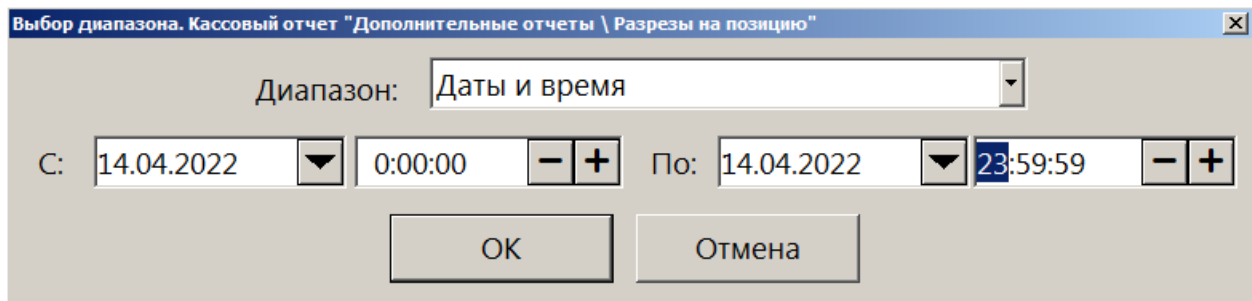 Выбор диапазона. Кассовый отчет "Дополнительные отчеты \ Разрезы на позицию"
Диапазон: Даты и время
С: 14.04.2022 0:00:00 По: 14.04.2022 23:59:59
OK Отмена